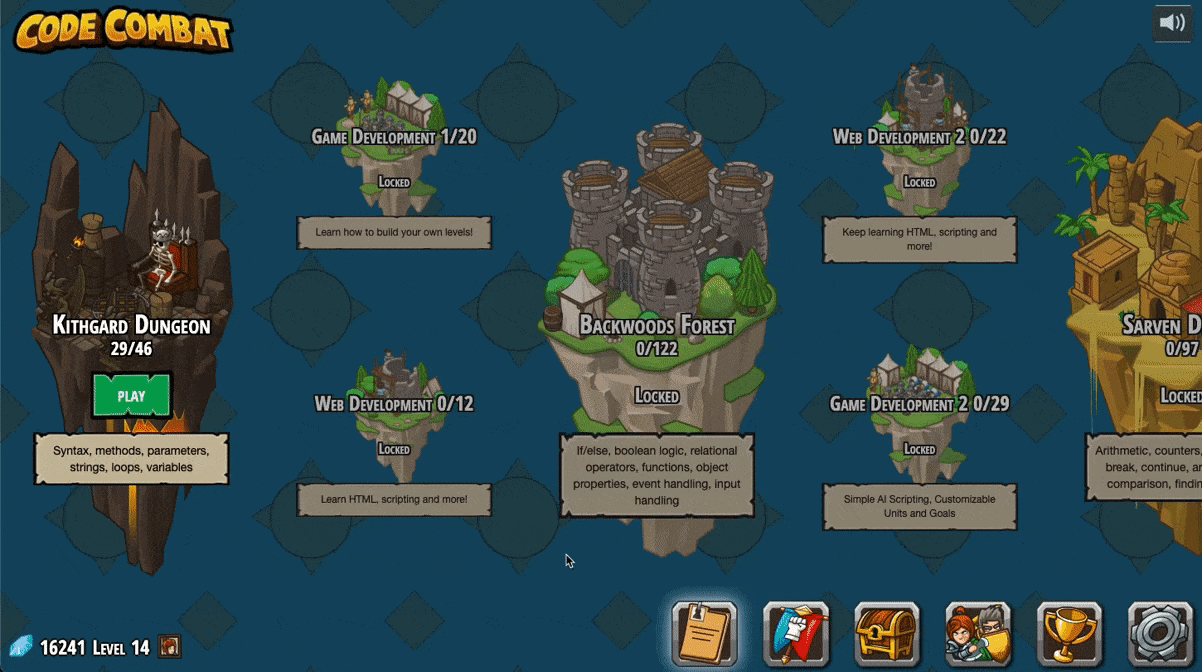 CODE COMBAT
Game Development 1/20
Locked
Learn how to build your own levels!
Web Development 2 0/22
Locked
Keep learning HTML, scripting and
more!
Kithgard Dungeon
29/46
PLAY
Syntax, methods, parameters,
strings, loops, variables
Backwoods Forest
0/122
Locked
If/else, boolean logic, relational
operators, functions, object
properties, event handling, input
handling
Sarven D
0/97
Locked
Arithmetic, counters,
break, continue, ar
comparison, findin
Web Development 0/12
Locked
Learn HTML, scripting and more!
Game Development 2 0/29
Locked
Simple AI Scripting, Customizable
Units and Goals
16241 Level 14